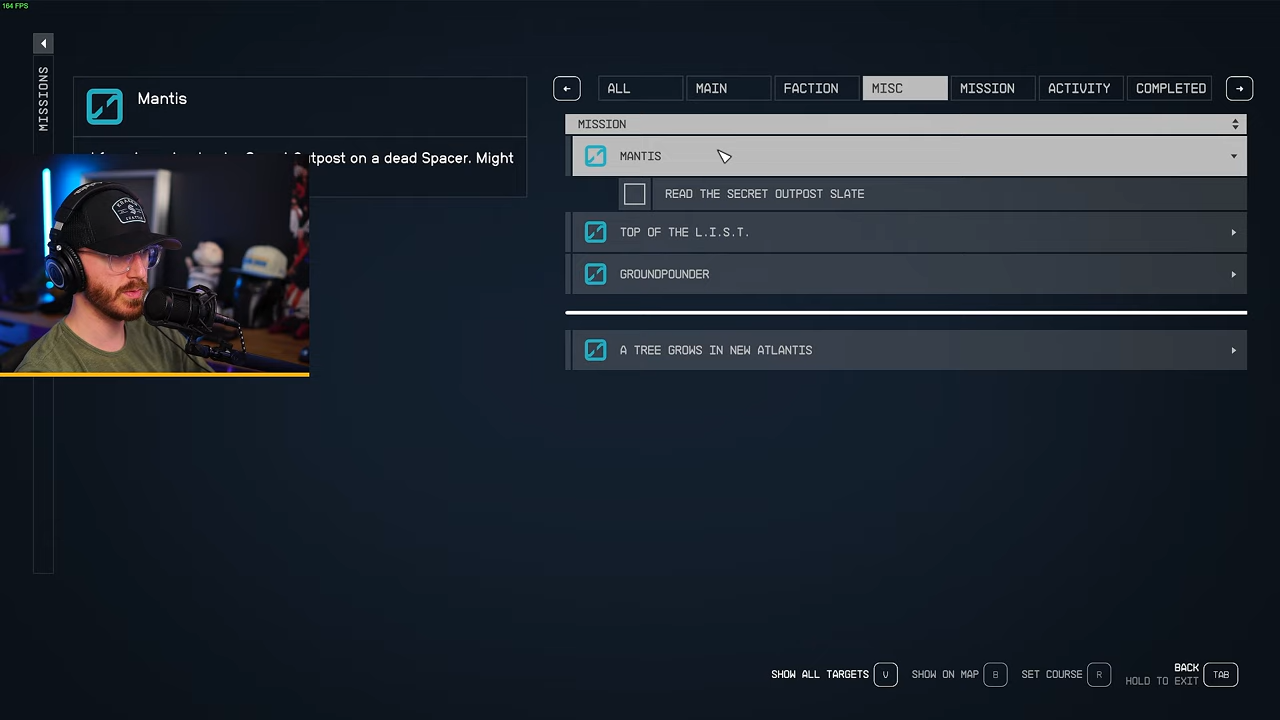 164 FPS
MISSIONS
Mantis
Outpost on a dead Spacer. Might
ALL
MAIN
FACTION
MISC
MISSION
ACTIVITY
COMPLETED
MISSION
MANTIS
READ THE SECRET OUTPOST SLATE
TOP OF THE L.I.S.T.
GROUNDPOUNDER
A TREE GROWS IN NEW ATLANTIS
SHOW ALL TARGETS V
SHOW ON MAP B
SET COURSE R
BACK
HOLD TO EXIT
TAB